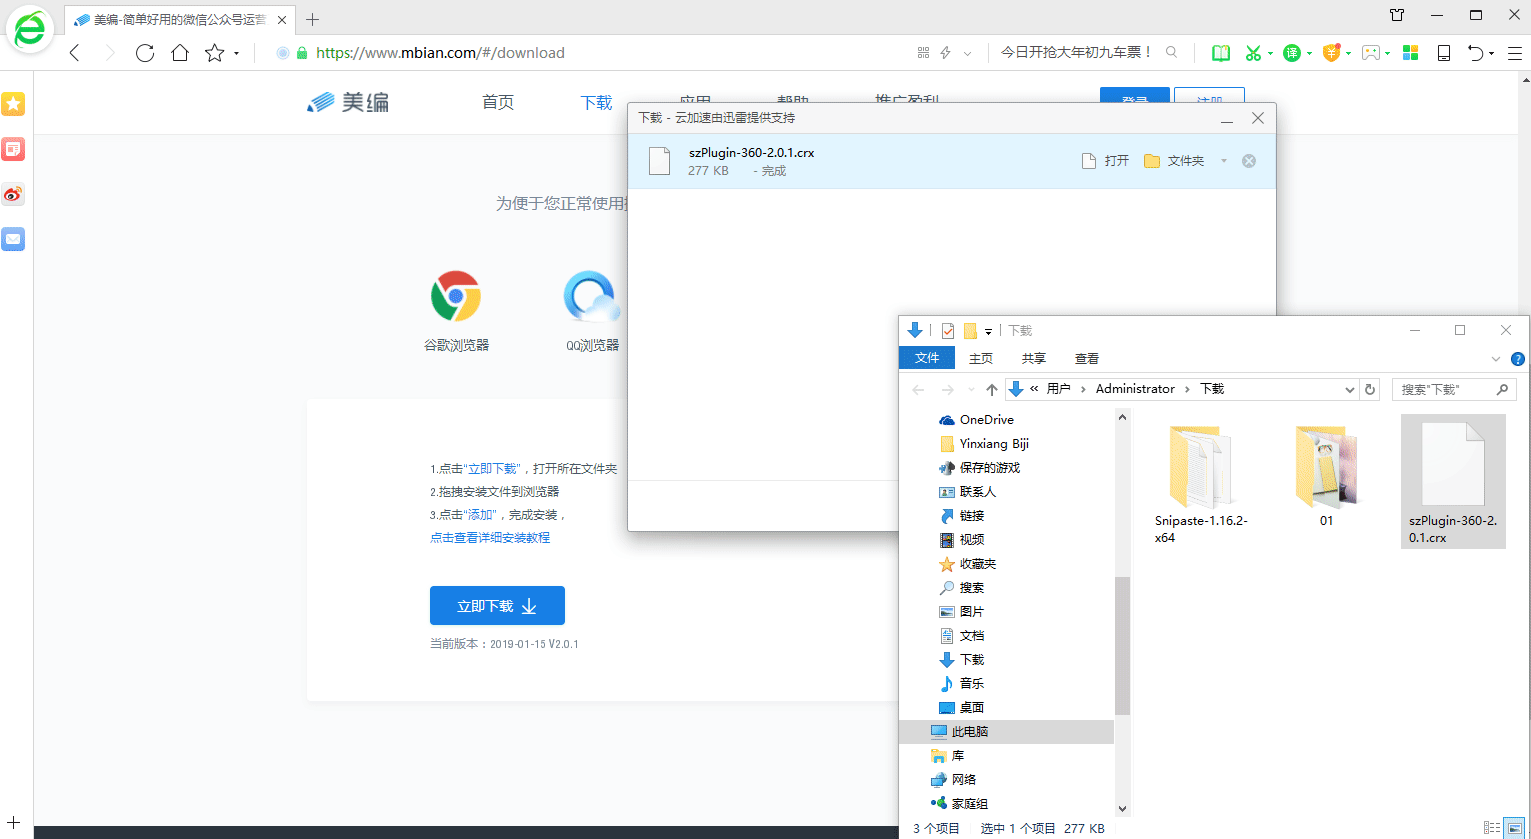 美编-简单好用的微信公众号运营
https://www.mbian.com/#/download
今日开抢大年初九车票！
译
美编
首页
下载
应用
帮助
推广盈利
登录
注册
为便于您正常使用
谷歌浏览器
QQ浏览器
1.点击“立即下载”，打开所在文件夹
2.拖拽安装文件到浏览器
3.点击“添加”，完成安装，
点击查看详细安装教程
立即下载
当前版本：2019-01-15 V2.0.1
下载 - 云加速由迅雷提供支持
szPlugin-360-2.0.1.crx
277 KB - 完成
打开
文件夹
下载
文件
主页
共享
查看
« 用户 › Administrator › 下载
搜索"下载"
OneDrive
Yinxiang Biji
保存的游戏
联系人
链接
视频
收藏夹
搜索
图片
文档
下载
音乐
桌面
此电脑
库
网络
家庭组
Snipaste-1.16.2-
x64
01
szPlugin-360-2.
0.1.crx
3 个项目
选中 1 个项目 277 KB